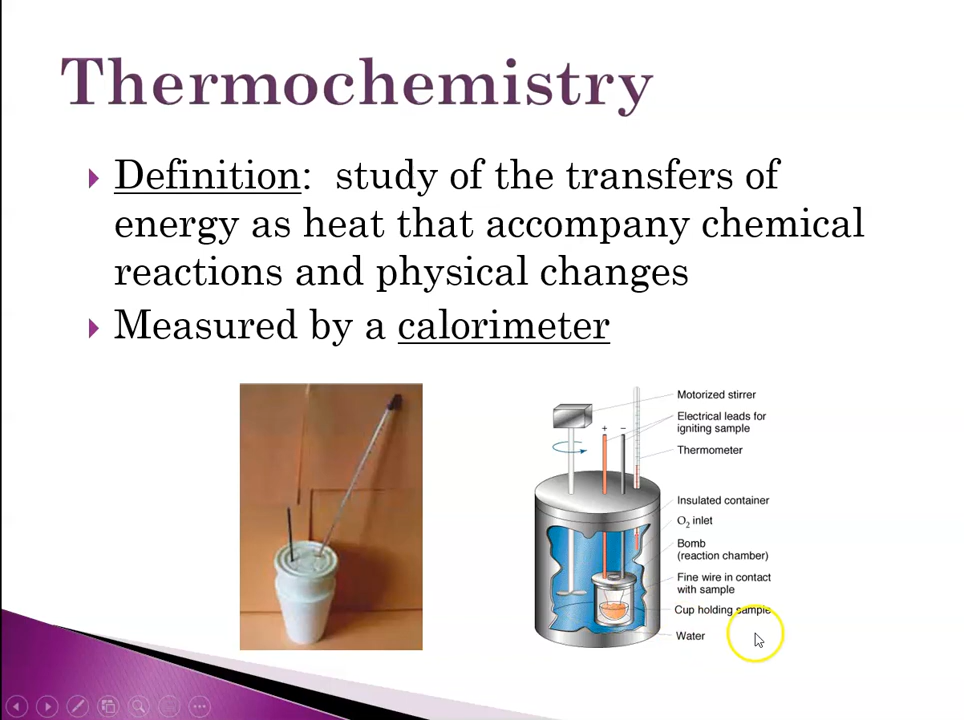 Thermochemistry
Definition: study of the transfers of
energy as heat that accompany chemical
reactions and physical changes
Measured by a calorimeter
Motorized stirrer
Electrical leads for
igniting sample
+ −
Thermometer
Insulated container
O₂ inlet
Bomb
(reaction chamber)
Fine wire in contact
with sample
Cup holding sample
Water